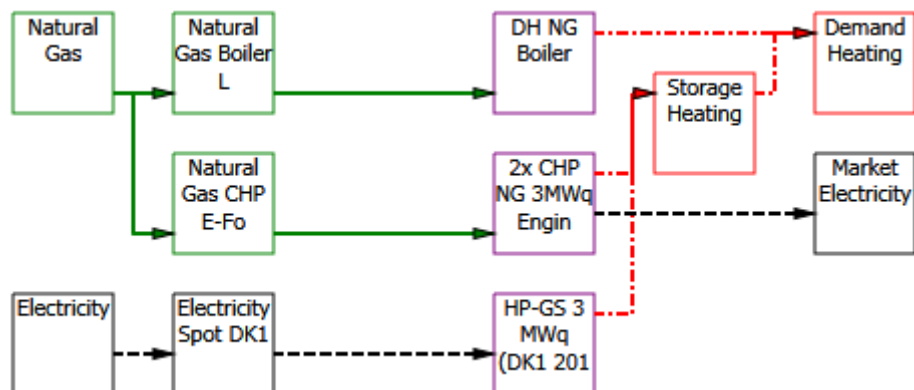 Natural
Gas
Natural
Gas Boiler
L
DH NG
Boiler
Demand
Heating
Storage
Heating
Natural
Gas CHP
E-Fo
2x CHP
NG 3MWq
Engin
Market
Electricity
Electricity
Electricity
Spot DK1
HP-GS 3
MWq
(DK1 201